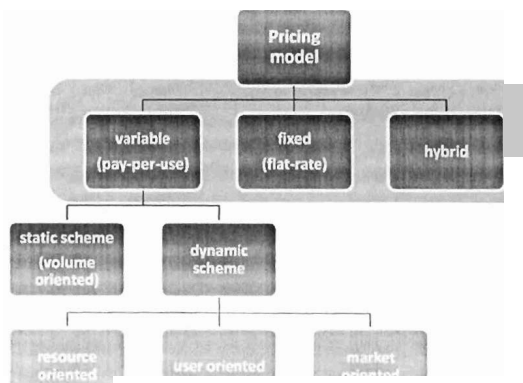 Pricing
model
variable
(pay-per-use)
fixed
(flat-rate)
hybrid
static scheme
(volume
oriented)
dynamic
scheme
resource
oriented
user oriented
market
oriented